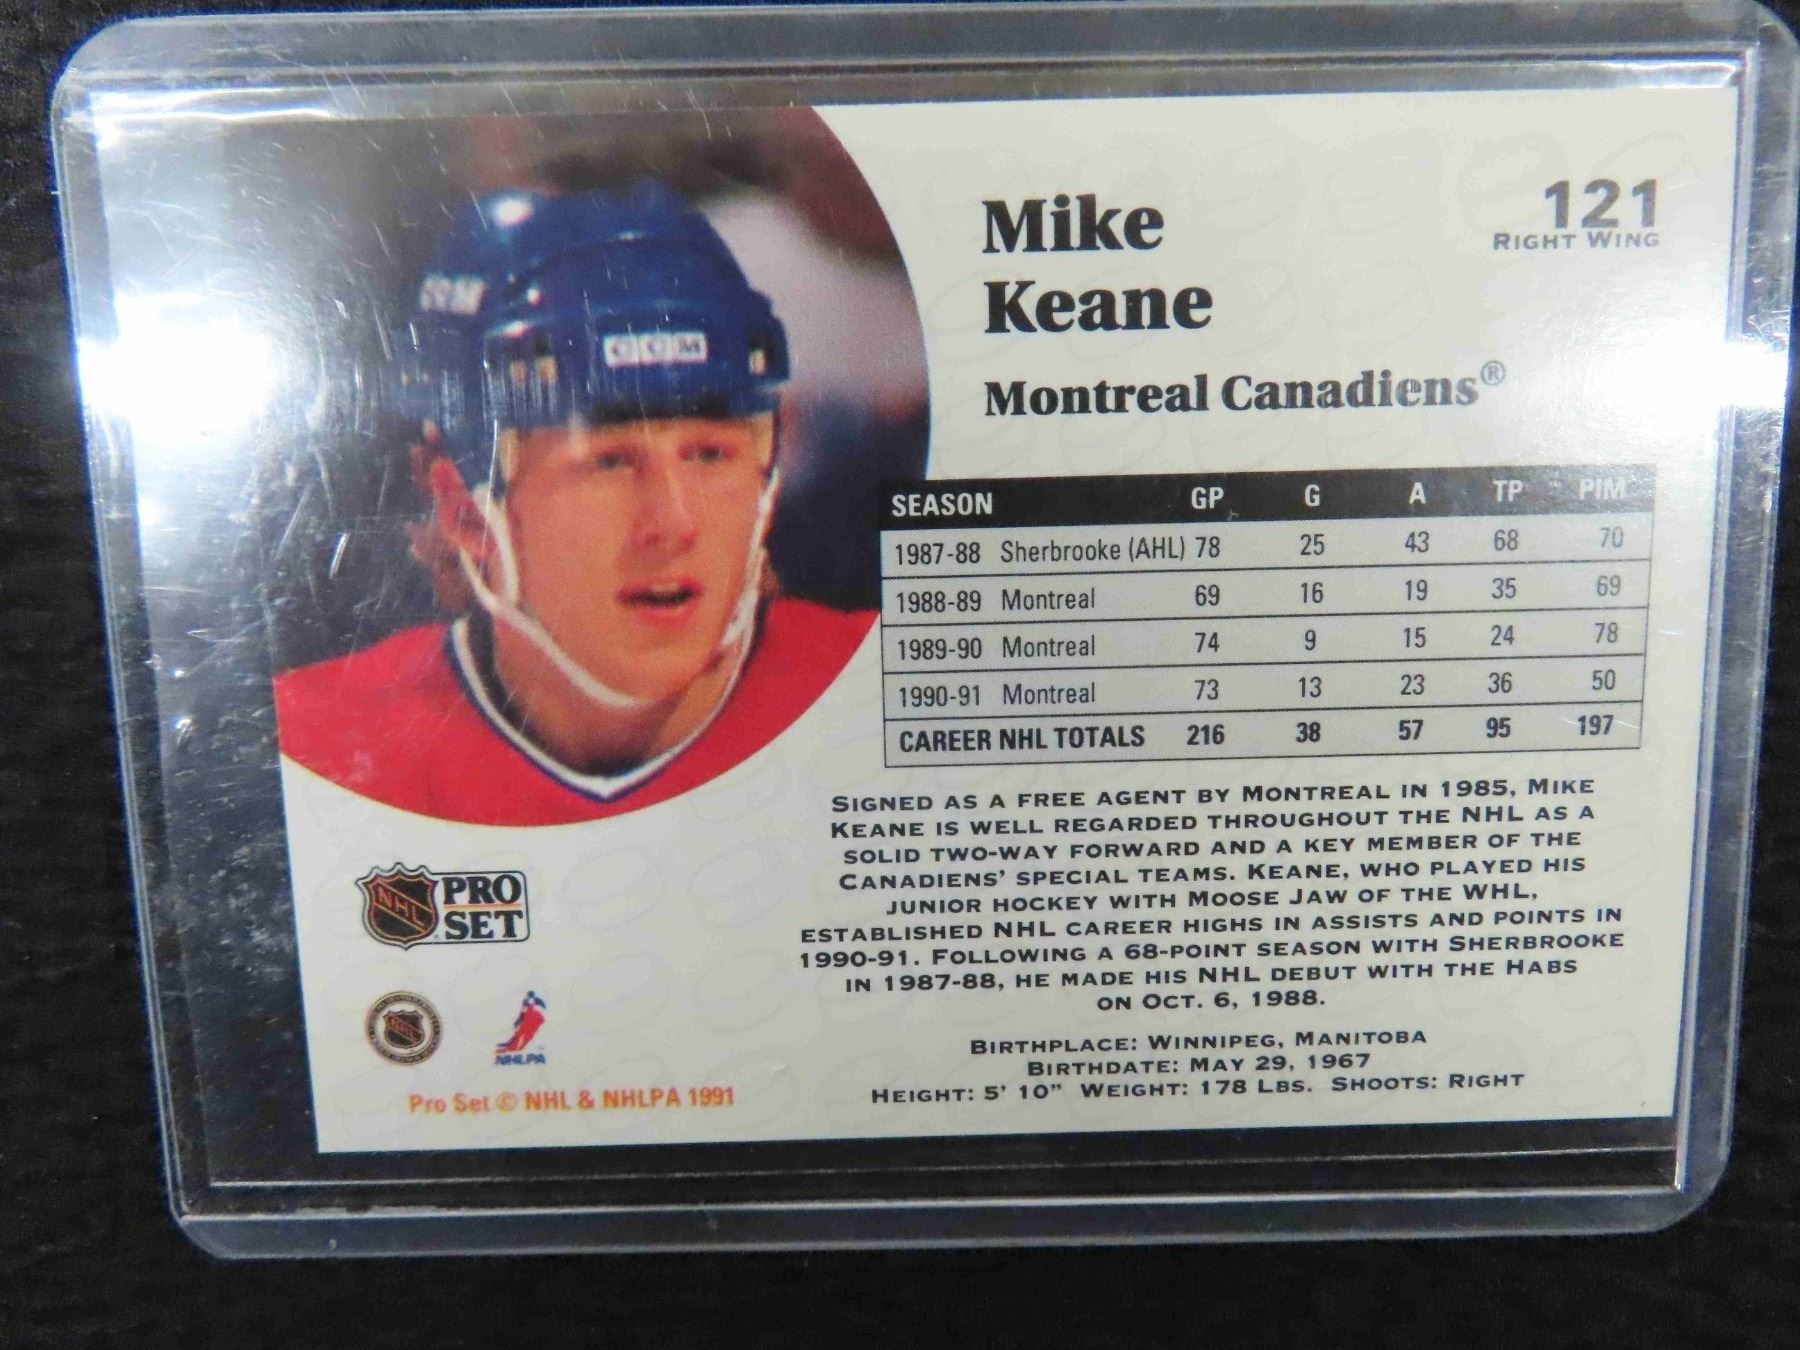 Mike
Keane
121
RIGHT WING
Montreal Canadiens®
SEASON GP G A TP PIM
1987-88 Sherbrooke (AHL) 78 25 43 68 70
1988-89 Montreal 69 16 19 35 69
1989-90 Montreal 74 9 15 24 78
1990-91 Montreal 73 13 23 36 50
CAREER NHL TOTALS 216 38 57 95 197
SIGNED AS A FREE AGENT BY MONTREAL IN 1985, MIKE
KEANE IS WELL REGARDED THROUGHOUT THE NHL AS A
SOLID TWO-WAY FORWARD AND A KEY MEMBER OF THE
CANADIENS' SPECIAL TEAMS. KEANE, WHO PLAYED HIS
JUNIOR HOCKEY WITH MOOSE JAW OF THE WHL,
ESTABLISHED NHL CAREER HIGHS IN ASSISTS AND POINTS IN
1990-91. FOLLOWING A 68-POINT SEASON WITH SHERBROOKE
IN 1987-88, HE MADE HIS NHL DEBUT WITH THE HABS
ON OCT. 6, 1988.
BIRTHPLACE: WINNIPEG, MANITOBA
BIRTHDATE: MAY 29, 1967
HEIGHT: 5' 10" WEIGHT: 178 LBS. SHOOTS: RIGHT
CCM
NHL PRO
SET
NHL
NHLPA
Pro Set © NHL & NHLPA 1991